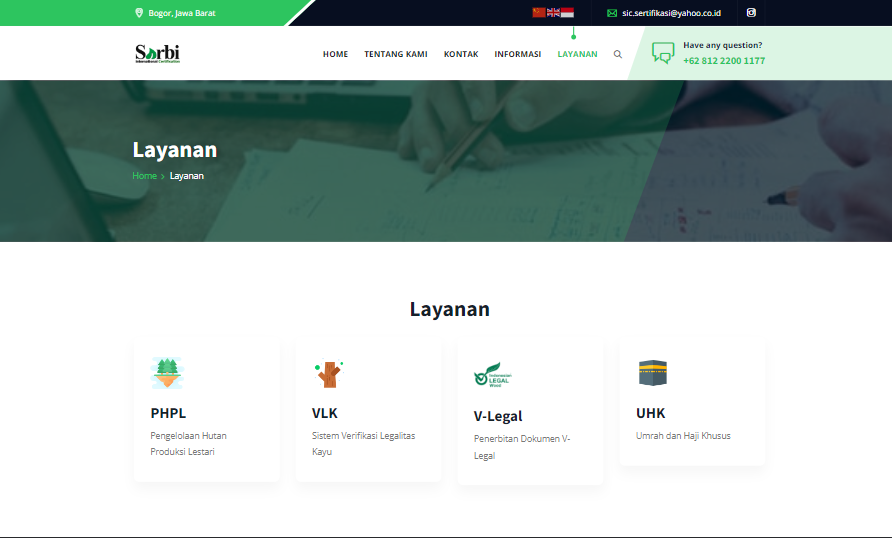 Bogor, Jawa Barat
sic.sertifikasi@yahoo.co.id
Sorbi
International Certification
HOME
TENTANG KAMI
KONTAK
INFORMASI
LAYANAN
Have any question?
+62 812 2200 1177
Layanan
Home > Layanan
Layanan
PHPL
Pengelolaan Hutan
Produksi Lestari
VLK
Sistem Verifikasi Legalitas
Kayu
Indonesian
LEGAL
Wood
V-Legal
Penerbitan Dokumen V-
Legal
UHK
Umrah dan Haji Khusus